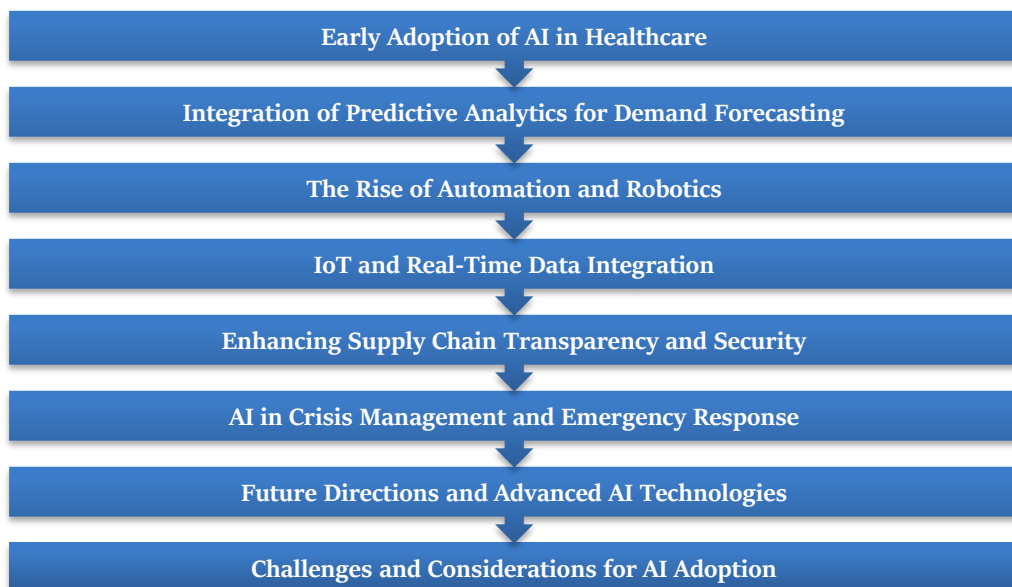 Early Adoption of AI in Healthcare
Integration of Predictive Analytics for Demand Forecasting
The Rise of Automation and Robotics
IoT and Real-Time Data Integration
Enhancing Supply Chain Transparency and Security
AI in Crisis Management and Emergency Response
Future Directions and Advanced AI Technologies
Challenges and Considerations for AI Adoption